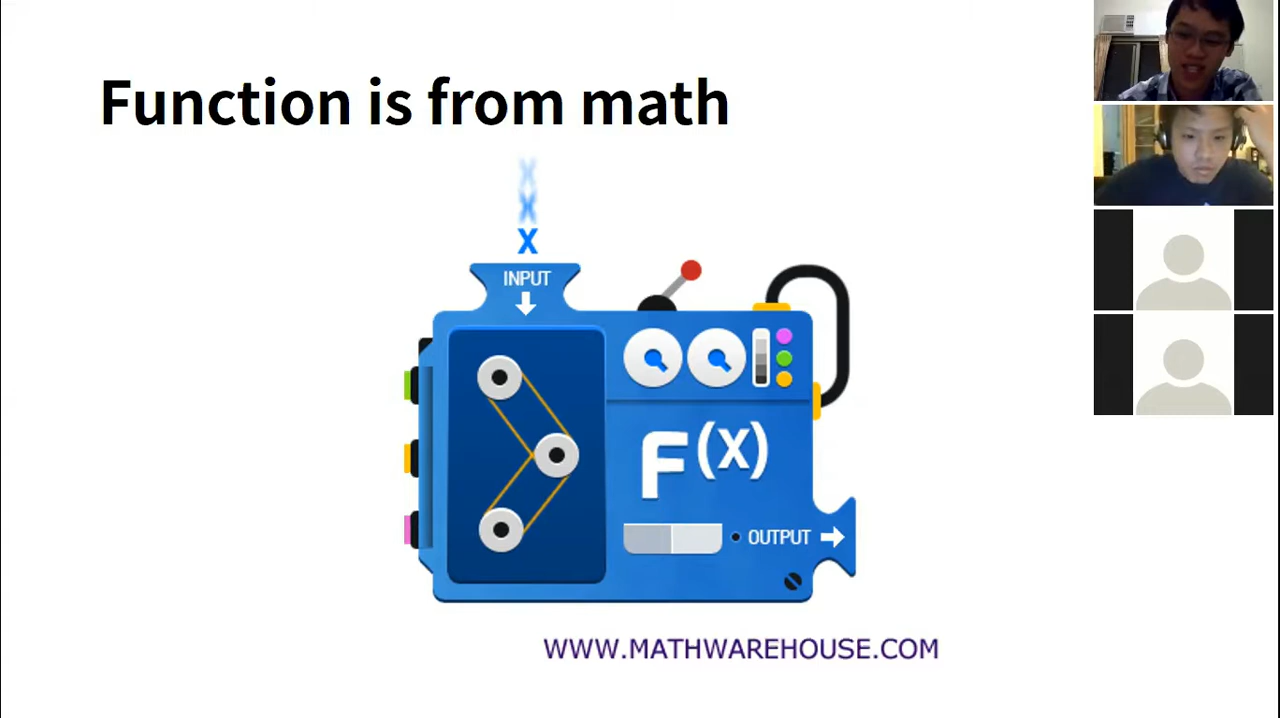 Function is from math
X
X
X
INPUT
F(X)
OUTPUT
WWW.MATHWAREHOUSE.COM